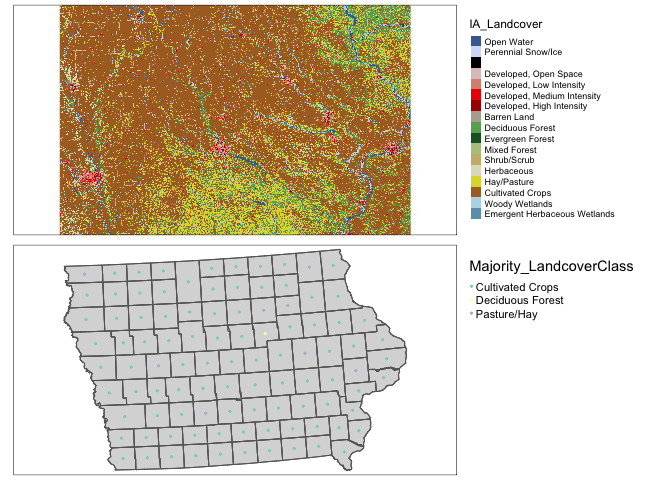 IA_Landcover
Open Water
Perennial Snow/Ice
Developed, Open Space
Developed, Low Intensity
Developed, Medium Intensity
Developed, High Intensity
Barren Land
Deciduous Forest
Evergreen Forest
Mixed Forest
Shrub/Scrub
Herbaceous
Hay/Pasture
Cultivated Crops
Woody Wetlands
Emergent Herbaceous Wetlands
Majority_LandcoverClass
Cultivated Crops
Deciduous Forest
Pasture/Hay